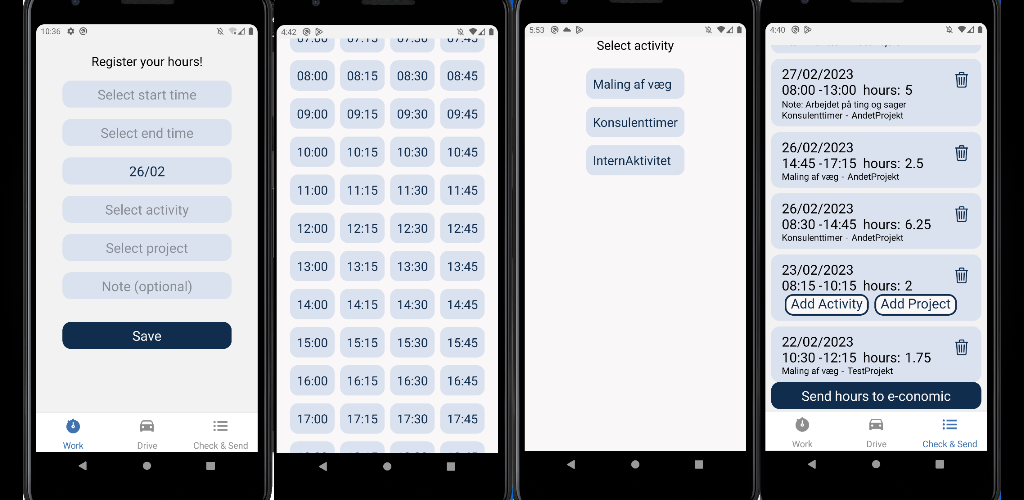 10:36
Register your hours!
Select start time
Select end time
26/02
Select activity
Select project
Note (optional)
Save
Work
Drive
Check & Send
4:42
07:00 07:15 07:30 07:45
08:00 08:15 08:30 08:45
09:00 09:15 09:30 09:45
10:00 10:15 10:30 10:45
11:00 11:15 11:30 11:45
12:00 12:15 12:30 12:45
13:00 13:15 13:30 13:45
14:00 14:15 14:30 14:45
15:00 15:15 15:30 15:45
16:00 16:15 16:30 16:45
17:00 17:15 17:30 17:45
5:53
Select activity
Maling af væg
Konsulenttimer
InternAktivitet
4:40
27/02/2023
08:00 -13:00 hours: 5
Note: Arbejdet på ting og sager
Konsulenttimer - AndetProjekt
26/02/2023
14:45 -17:15 hours: 2.5
Maling af væg - AndetProjekt
26/02/2023
08:30 -14:45 hours: 6.25
Konsulenttimer - AndetProjekt
23/02/2023
08:15 -10:15 hours: 2
Add Activity Add Project
22/02/2023
10:30 -12:15 hours: 1.75
Maling af væg - TestProjekt
Send hours to e-conomic
Work
Drive
Check & Send